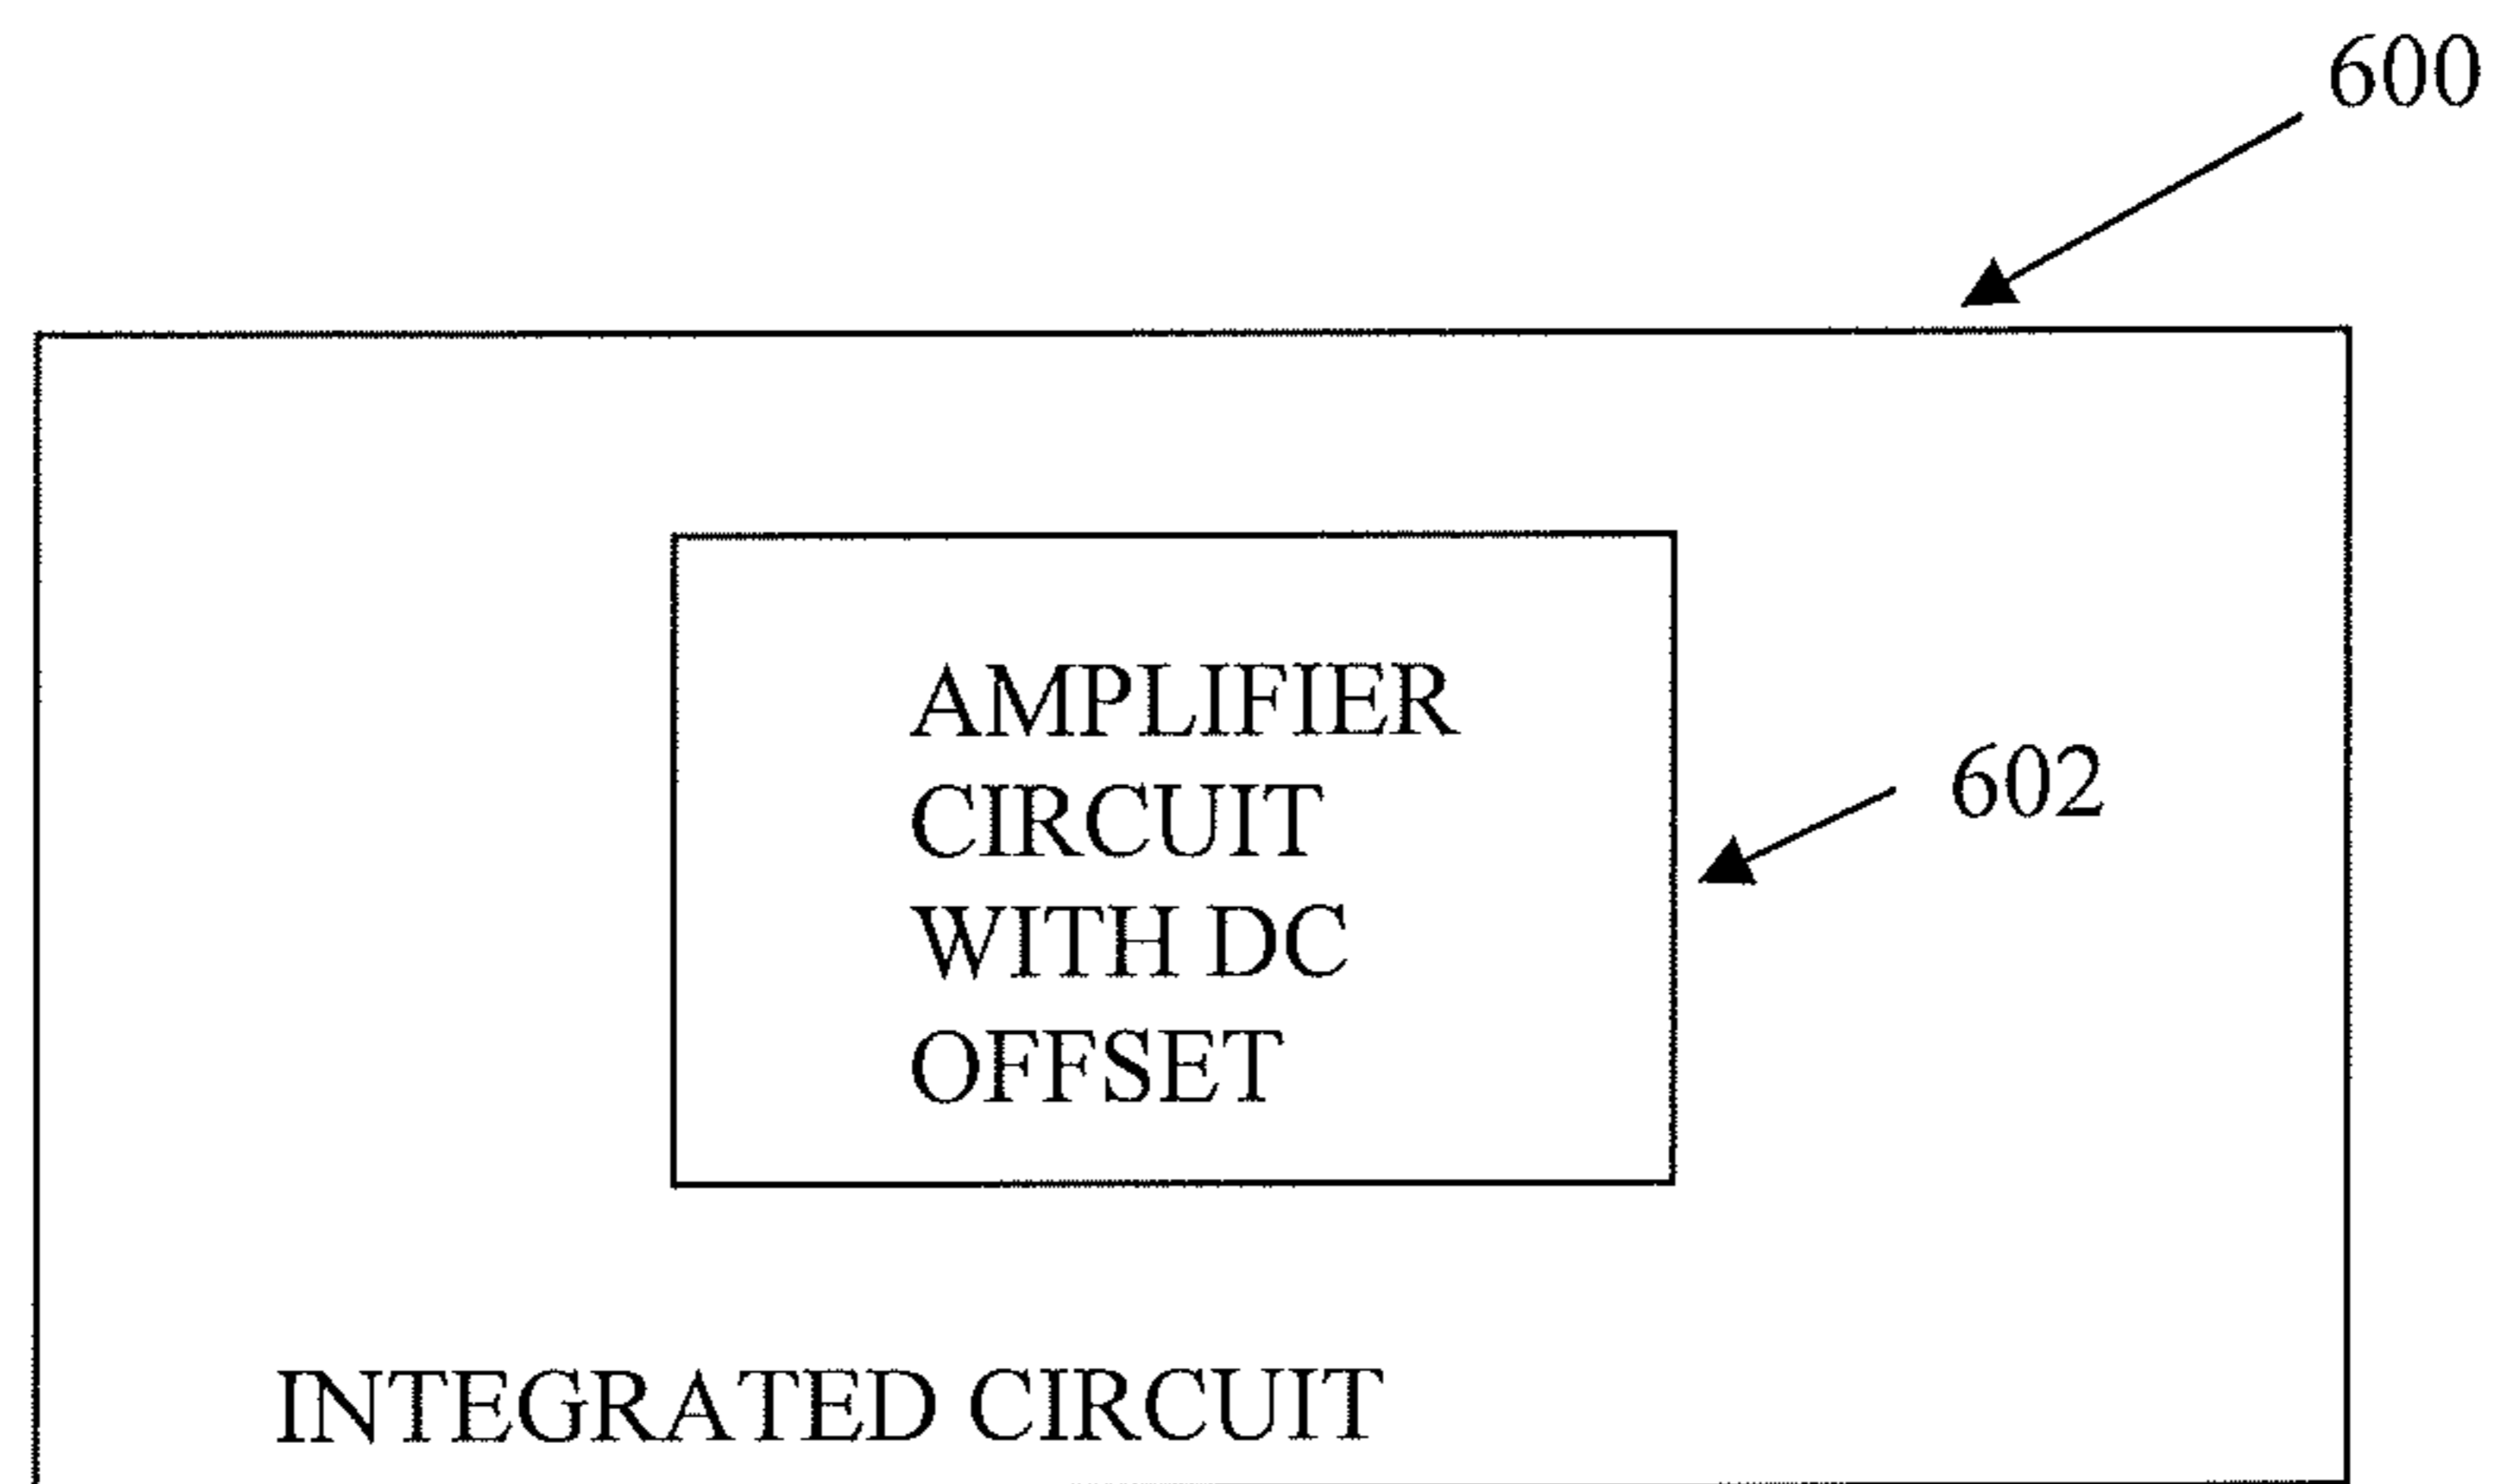 600
AMPLIFIER
CIRCUIT
WITH DC
OFFSET
602
INTEGRATED CIRCUIT